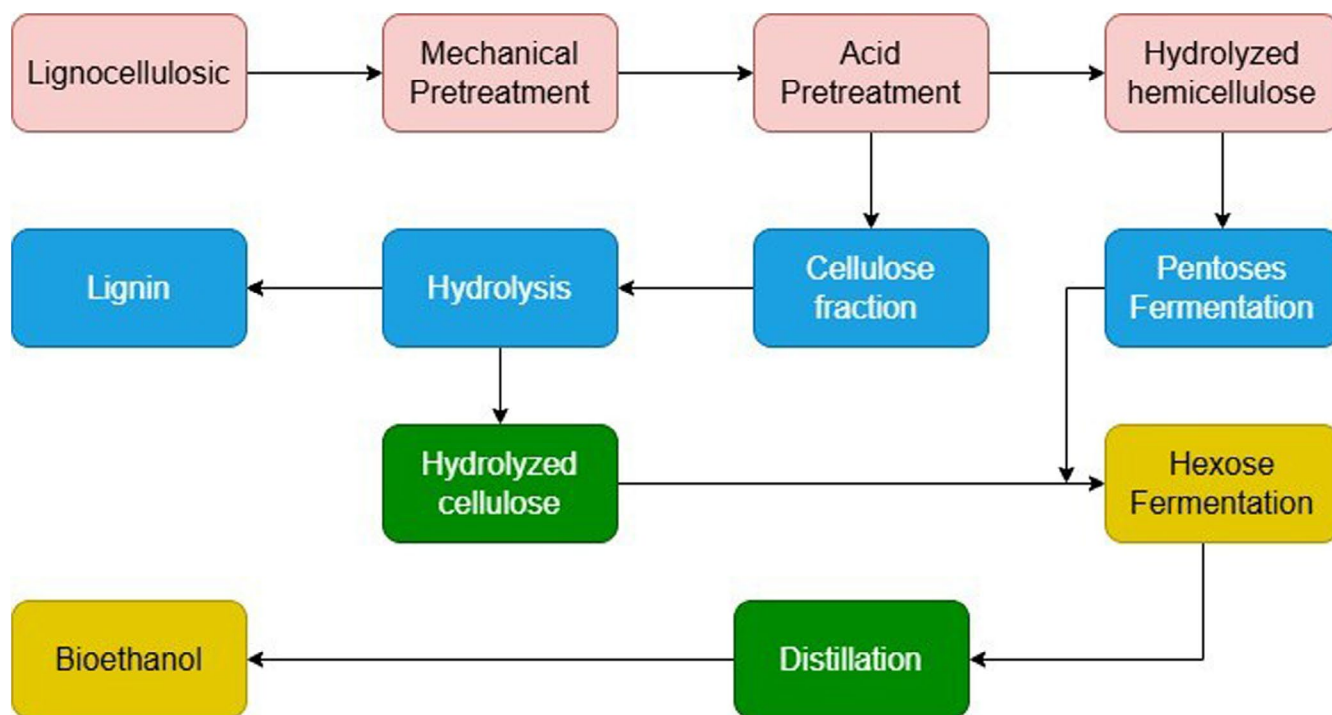 Lignocellulosic
Mechanical
Pretreatment
Acid
Pretreatment
Hydrolyzed
hemicellulose
Lignin
Hydrolysis
Cellulose
fraction
Pentoses
Fermentation
Hydrolyzed
cellulose
Hexose
Fermentation
Bioethanol
Distillation